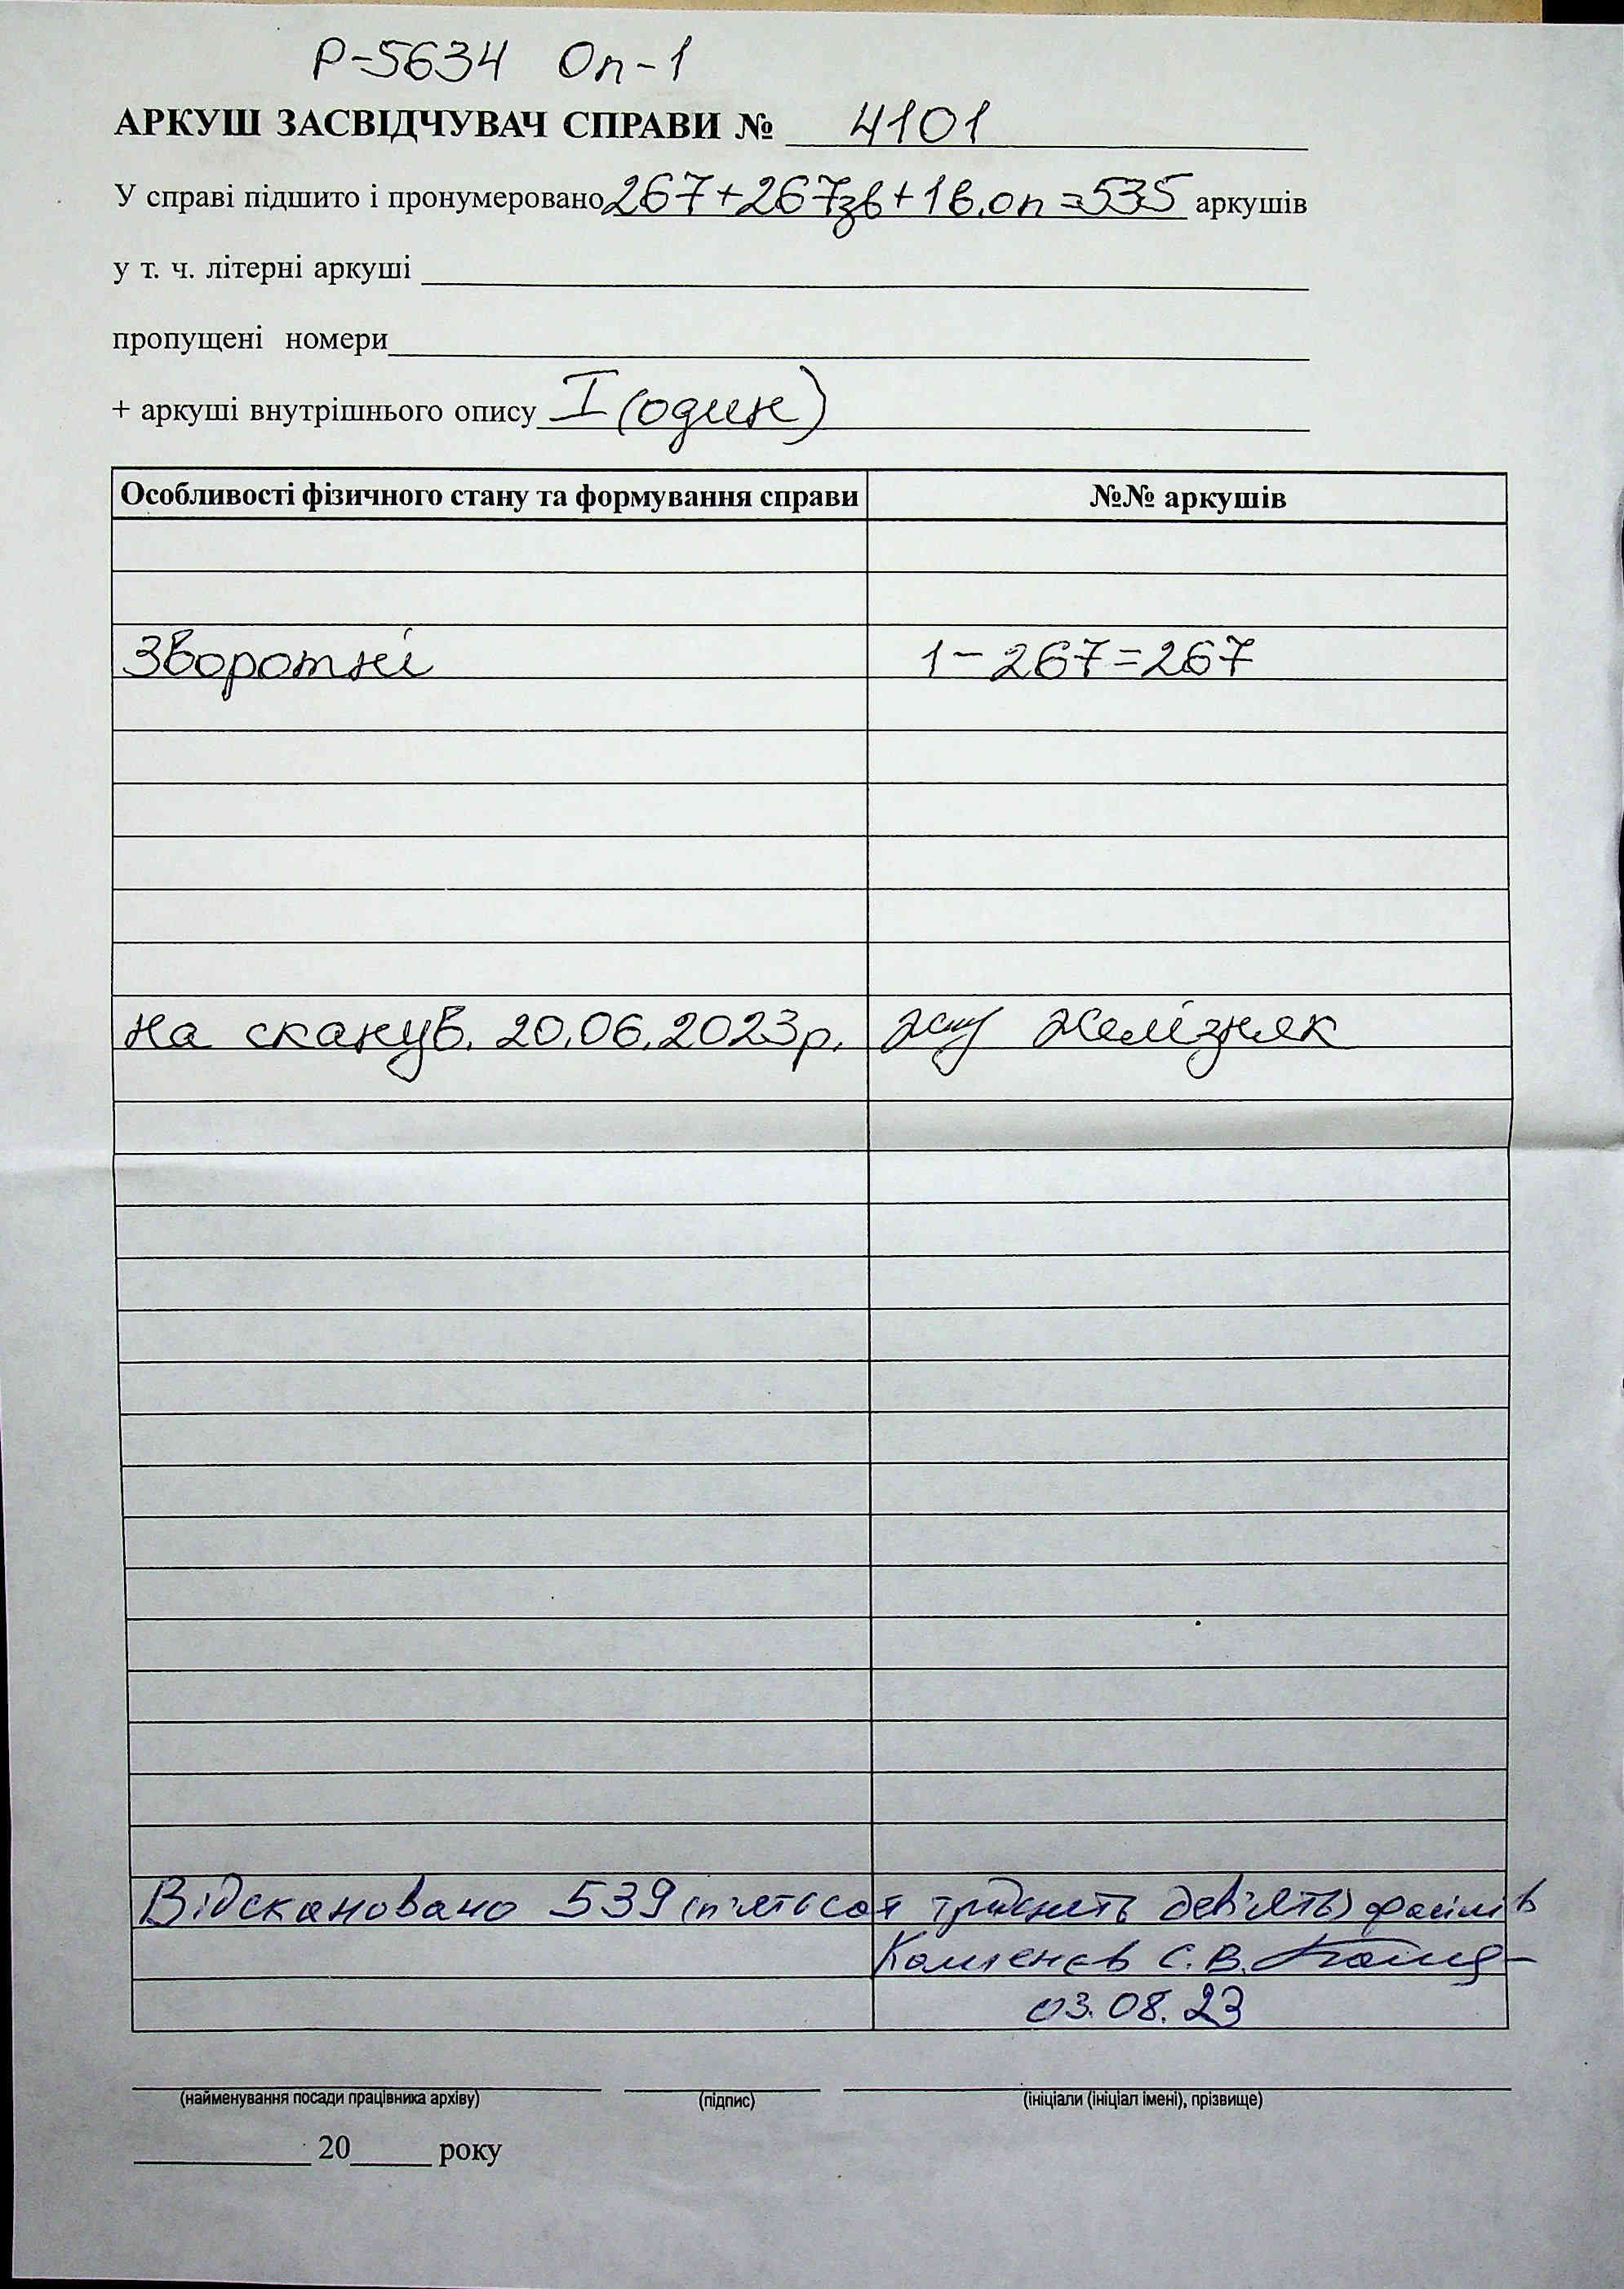 Р-5634 Оп-1
АРКУШ ЗАСВІДЧУВАЧ СПРАВИ № 4101
У справі підшито і пронумеровано 267+267зв+1в.оп=535 аркушів
у т. ч. літерні аркуші
пропущені номери
+ аркуші внутрішнього опису I (один)
Особливості фізичного стану та формування справи №№ аркушів
Зворотні 1-267=267
на сканув. 20.06.2023р. Желізняк
Відскановано 539 (п'ятьсот тридцять дев'ять) файлів
С.В.
03.08.23
(найменування посади працівника архіву) (підпис) (ініціали (ініціал імені), прізвище)
20 року